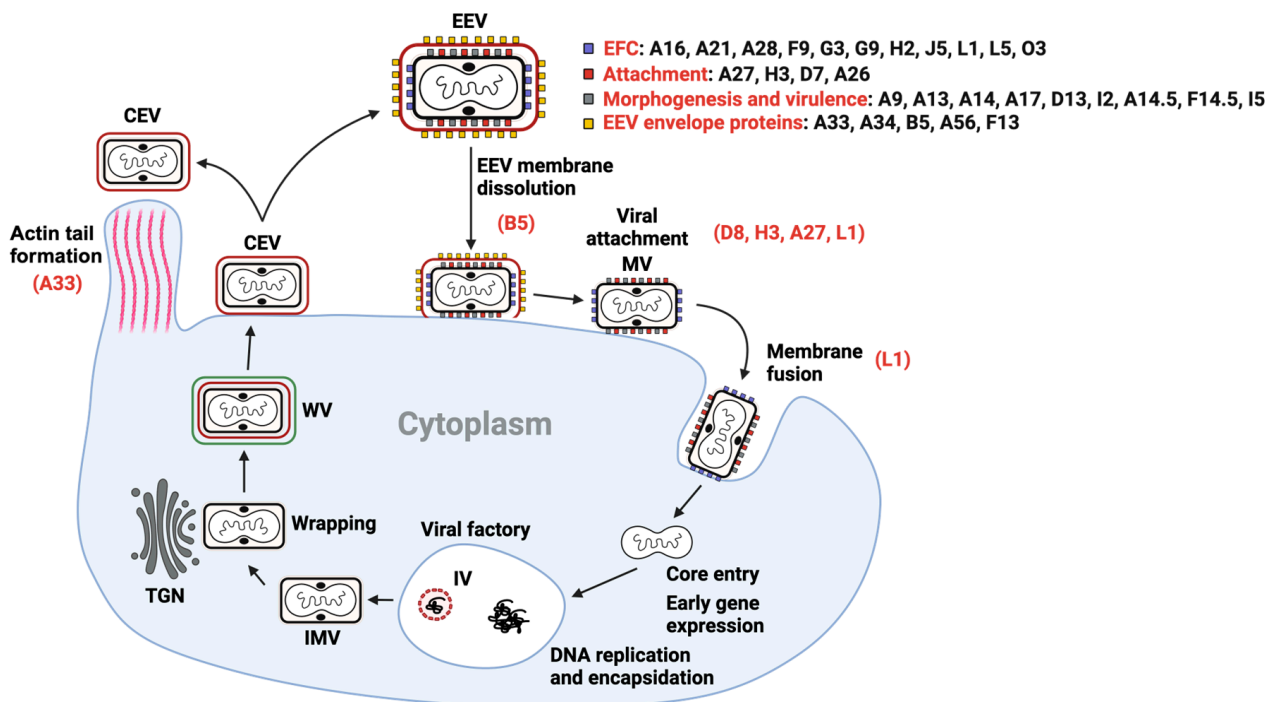 EEV
EFC: A16, A21, A28, F9, G3, G9, H2, J5, L1, L5, O3
Attachment: A27, H3, D7, A26
Morphogenesis and virulence: A9, A13, A14, A17, D13, I2, A14.5, F14.5, I5
EEV envelope proteins: A33, A34, B5, A56, F13
CEV
EEV membrane
dissolution
(B5)
Viral
attachment
(D8, H3, A27, L1)
MV
Actin tail
formation
(A33)
CEV
Membrane
fusion
(L1)
WV
Cytoplasm
Wrapping
TGN
Viral factory
IV
IMV
Core entry
Early gene
expression
DNA replication
and encapsidation